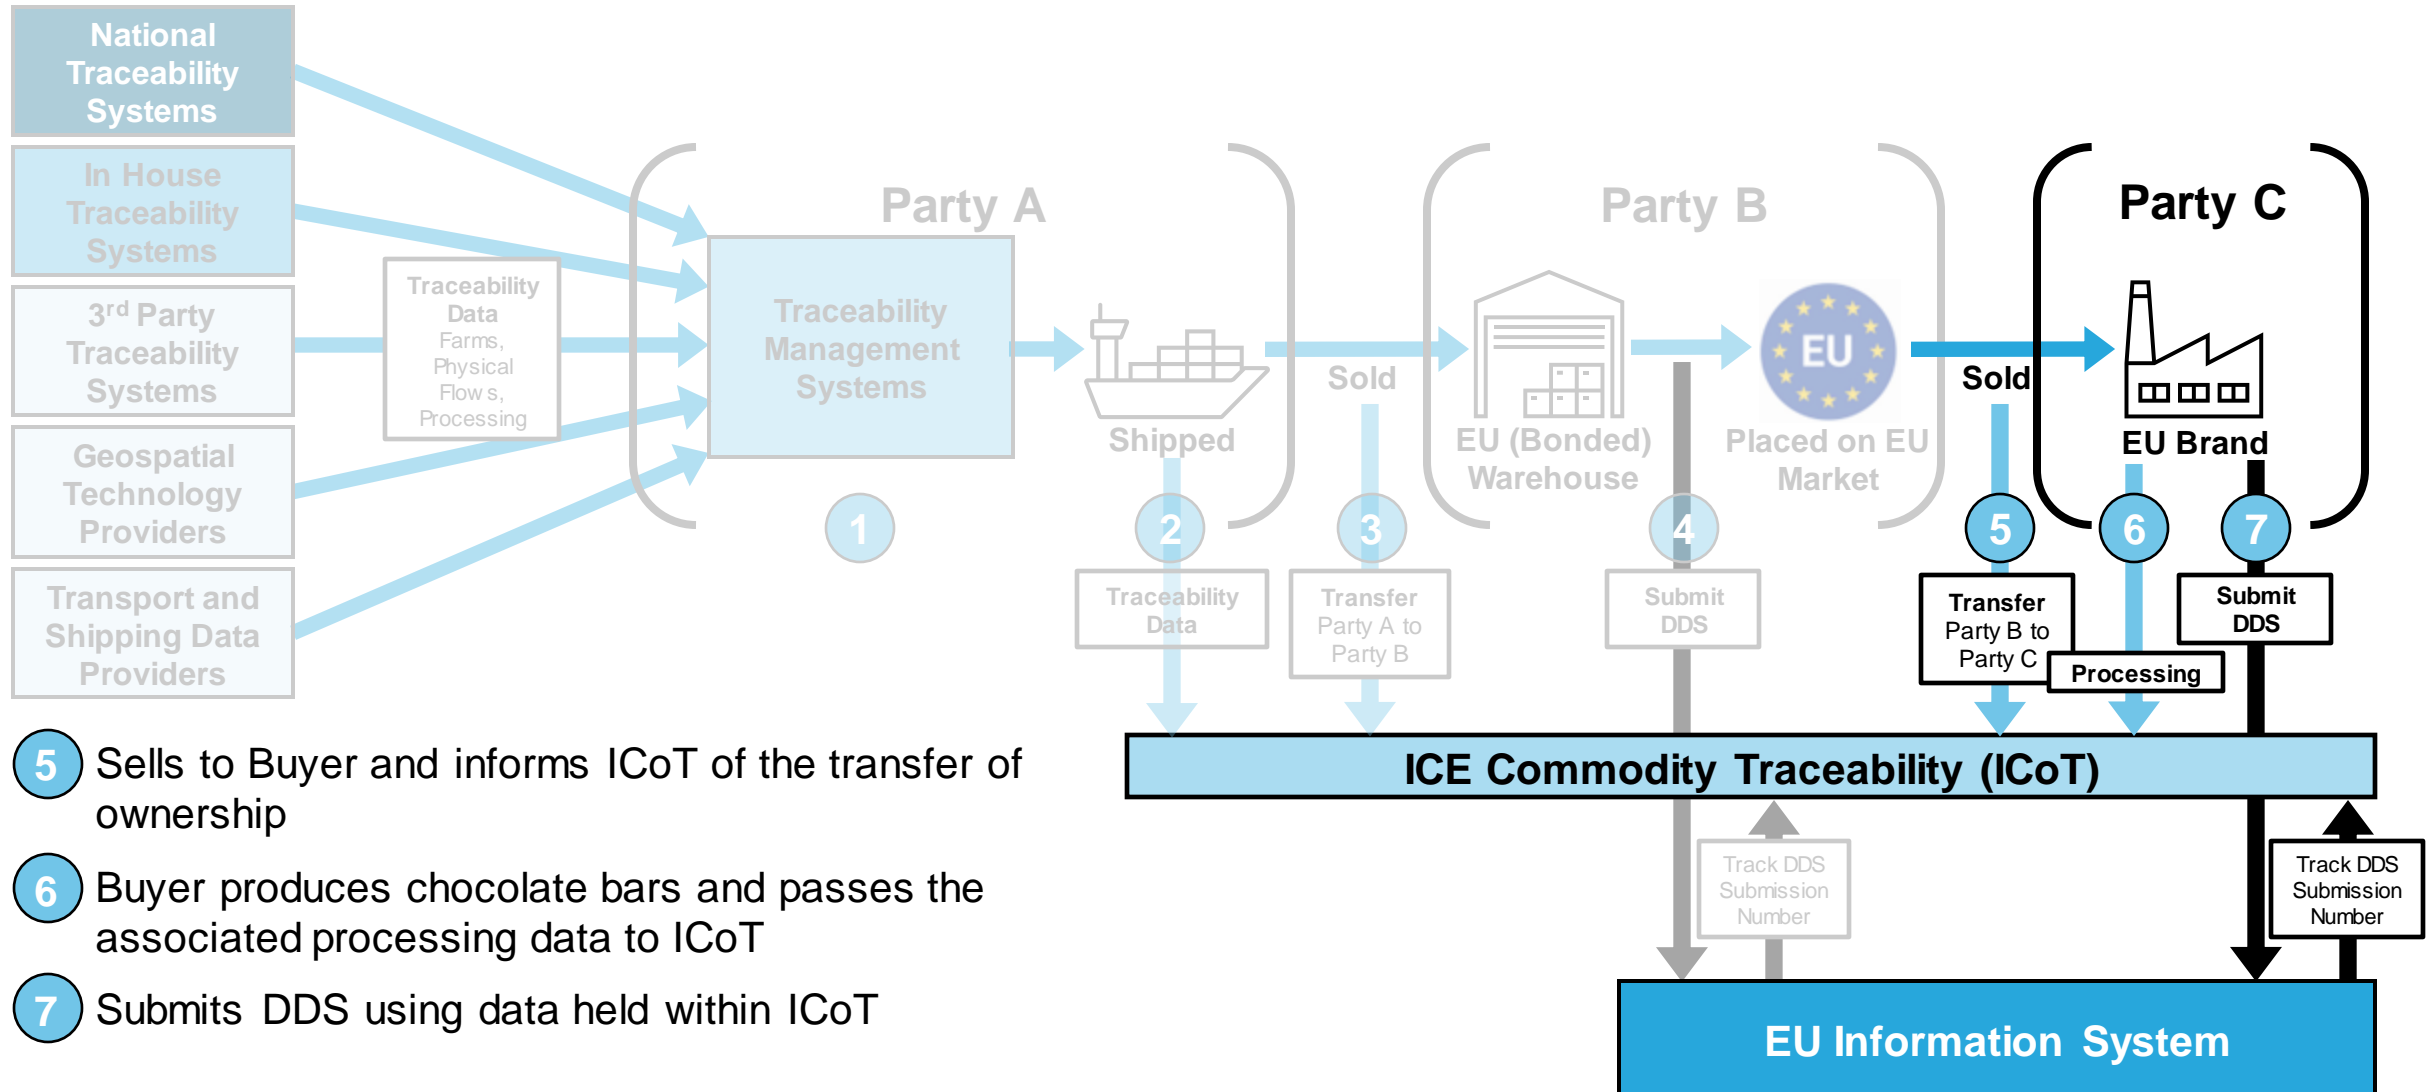 National
Traceability
Systems
In House
Traceability
Systems
3rd Party
Traceability
Systems
Geospatial
Technology
Providers
Transport and
Shipping Data
Providers
Traceability
Data
Farms,
Physical
Flows,
Processing
Party A
Traceability
Management
Systems
Shipped
Sold
Party B
EU (Bonded)
Warehouse
EU
Placed on EU
Market
Sold
Party C
EU Brand
1
2
3
4
5
6
7
Traceability
Data
Transfer
Party A to
Party B
Submit
DDS
Transfer
Party B to
Party C
Processing
Submit
DDS
ICE Commodity Traceability (ICoT)
Track DDS
Submission
Number
Track DDS
Submission
Number
EU Information System
5 Sells to Buyer and informs ICoT of the transfer of
ownership
6 Buyer produces chocolate bars and passes the
associated processing data to ICoT
7 Submits DDS using data held within ICoT